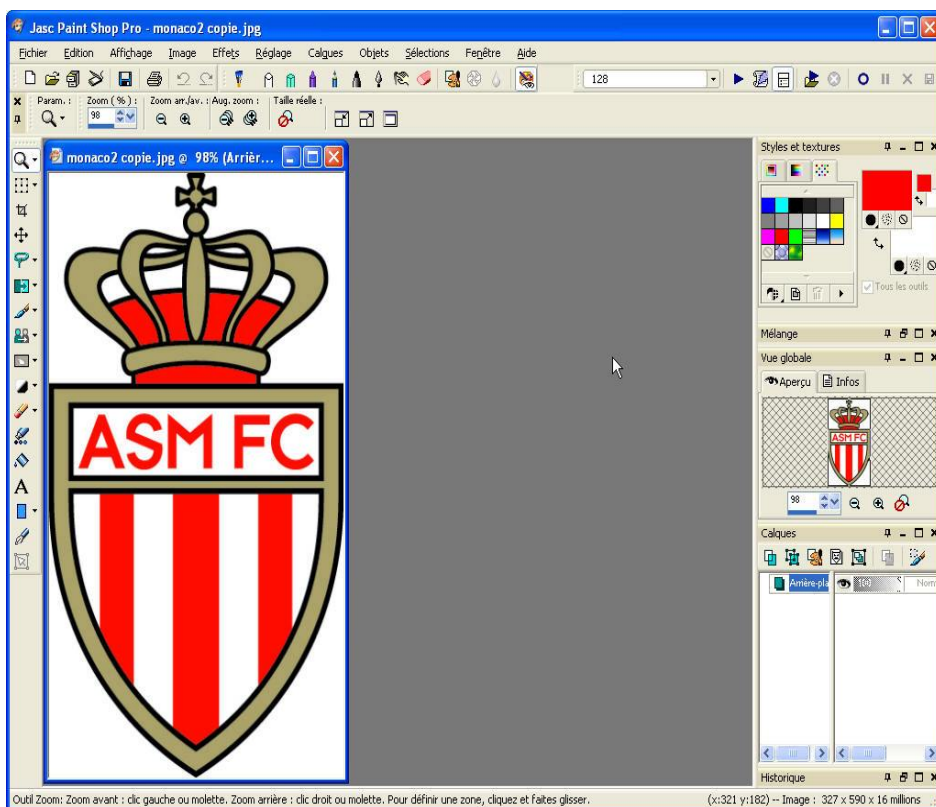 Jasc Paint Shop Pro - monaco2 copie.jpg
Fichier Edition Affichage Image Effets Réglage Calques Objets Sélections Fenêtre Aide
128
Param. : Zoom ( % ) : Zoom arr./av. : Aug. zoom : Taille réelle :
98
monaco2 copie.jpg @ 98% (Arrièr...
Styles et textures
Tous les outils
Mélange
Vue globale
Aperçu Infos
ASM FC
ASM FC
98
Calques
Arrière-pla 100 Norm
Historique
A
Outil Zoom: Zoom avant : clic gauche ou molette. Zoom arrière : clic droit ou molette. Pour définir une zone, cliquez et faites glisser. (x:321 y:182) -- Image : 327 x 590 x 16 millions